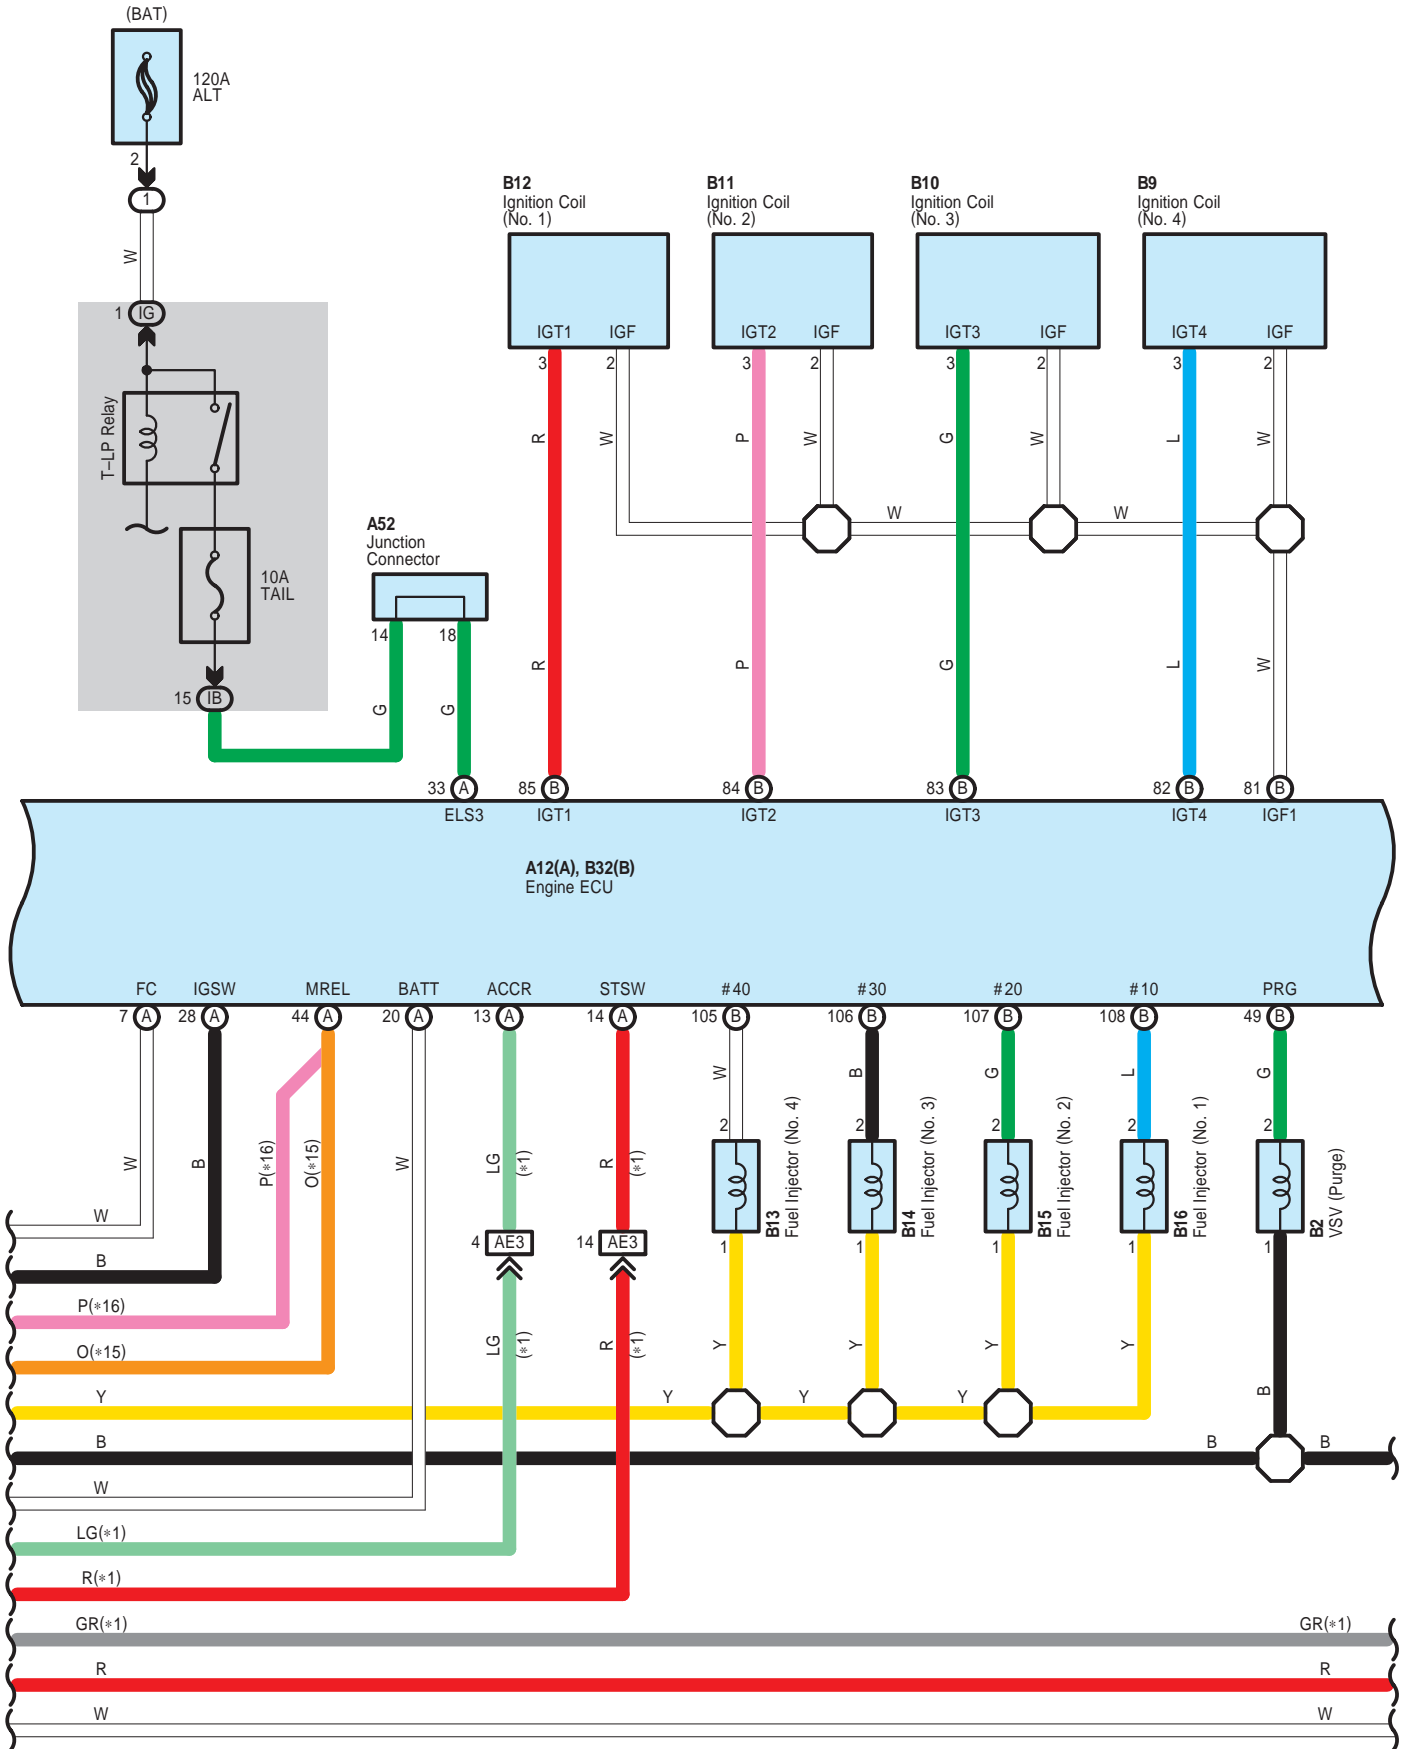 (BAT)
120A
ALT
2
1
W
1 IG
T-LP Relay
10A
TAIL
15 IB
A52
Junction
Connector
14 18
G G
B12
Ignition Coil
(No. 1)
B11
Ignition Coil
(No. 2)
B10
Ignition Coil
(No. 3)
B9
Ignition Coil
(No. 4)
IGT1 IGF IGT2 IGF IGT3 IGF IGT4 IGF
3 2 3 2 3 2 3 2
R W P W G W L W
W W
R P G L W
33 A 85 B 84 B 83 B 82 B 81 B
ELS3 IGT1 IGT2 IGT3 IGT4 IGF1
A12(A), B32(B)
Engine ECU
FC IGSW MREL BATT ACCR STSW #40 #30 #20 #10 PRG
7 A 28 A 44 A 20 A 13 A 14 A 105 B 106 B 107 B 108 B 49 B
W B G L G
2 2 2 2 2
W B P(*16) O(*15) W LG (*1) R (*1)
B13
Fuel Injector (No. 4)
B14
Fuel Injector (No. 3)
B15
Fuel Injector (No. 2)
B16
Fuel Injector (No. 1)
B2
VSV (Purge)
4 AE3 14 AE3
1 1 1 1 1
LG (*1) R (*1) Y Y Y Y B
W
B
P(*16)
O(*15)
Y Y Y Y
B B B
W
LG(*1)
R(*1)
GR(*1) GR(*1)
R R
W W